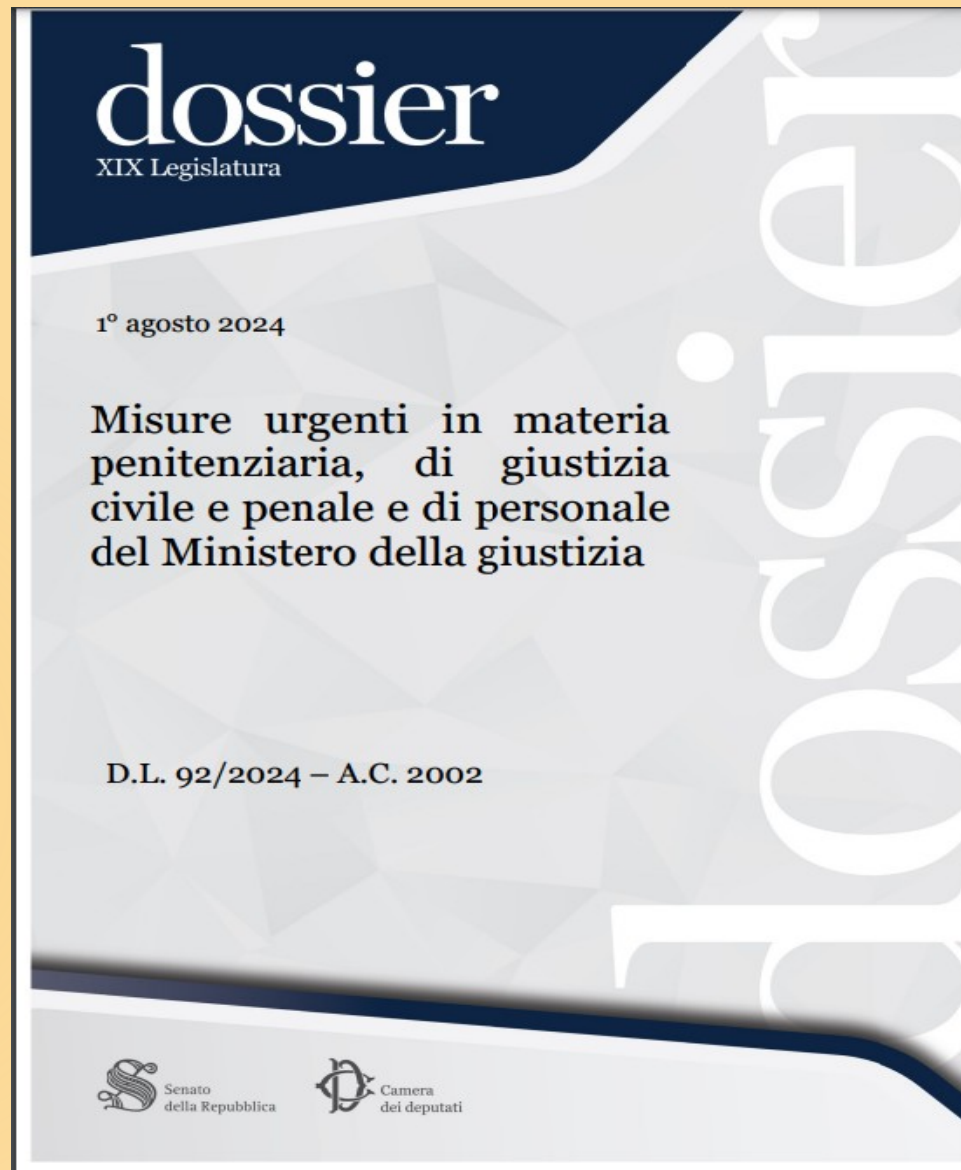 dossier
XIX Legislatura
1° agosto 2024
Misure urgenti in materia
penitenziaria, di giustizia
civile e penale e di personale
del Ministero della giustizia
D.L. 92/2024 – A.C. 2002
Senato
della Repubblica
Camera
dei deputati
dossier